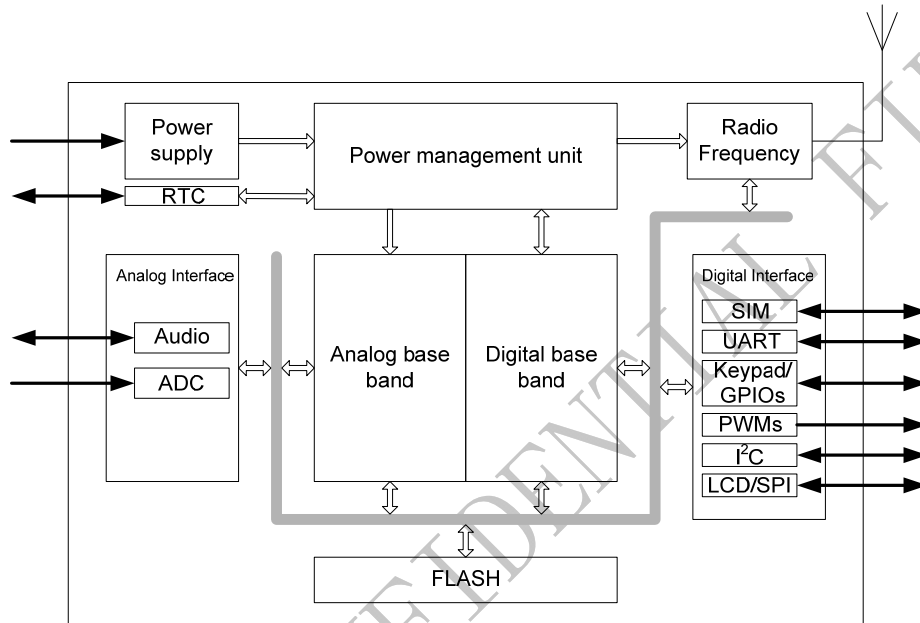 Power
supply
Power management unit
Radio
Frequency
RTC
Analog Interface
Audio
ADC
Analog base
band
Digital base
band
Digital Interface
SIM
UART
Keypad/
GPIOs
PWMs
I²C
LCD/SPI
FLASH